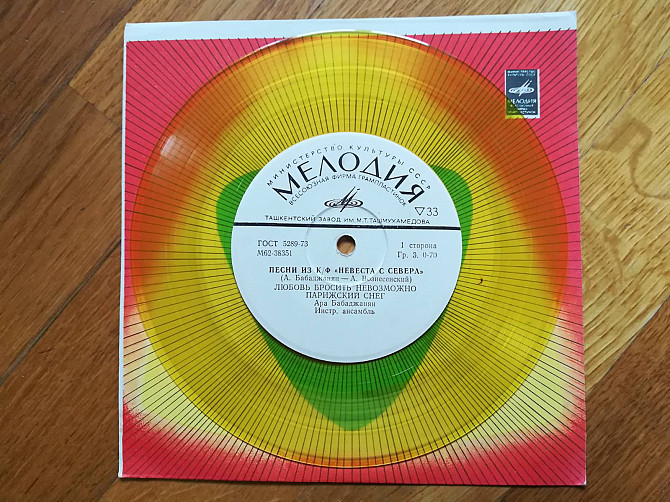 МИНИСТЕРСТВО КУЛЬТУРЫ СССР
МЕЛОДИЯ
ВСЕСОЮЗНАЯ ФИРМА ГРАМПЛАСТИНОК
▽33
ТАШКЕНТСКИЙ ЗАВОД ИМ. М.Т. ТАШМУХАМЕДОВА
ГОСТ 5289-73
М62-38351
1 сторона
Гр. 3. 0-70
ПЕСНИ ИЗ К/Ф «НЕВЕСТА С СЕВЕРА»
(А. Бабаджанян — А. Вознесенский)
ЛЮБОВЬ БРОСИТЬ НЕВОЗМОЖНО
ПАРИЖСКИЙ СНЕГ
Ара Бабаджанян
Инстр. ансамбль
МЕЛОДИЯ